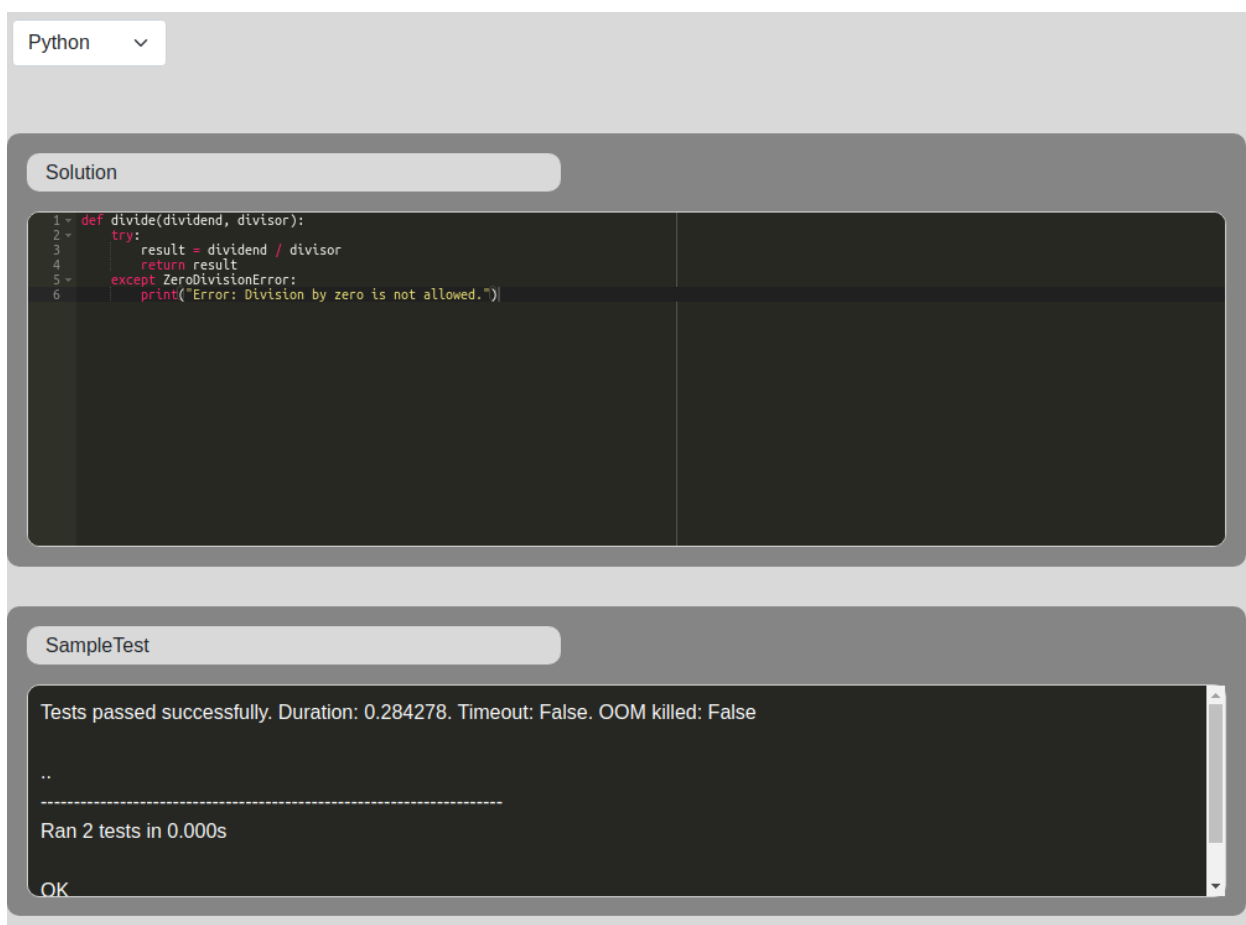 Python
Solution
1 def divide(dividend, divisor):
2     try:
3         result = dividend / divisor
4         return result
5     except ZeroDivisionError:
6         print("Error: Division by zero is not allowed.")
SampleTest
Tests passed successfully. Duration: 0.284278. Timeout: False. OOM killed: False
..
----------------------------------------------------------------------
Ran 2 tests in 0.000s
OK